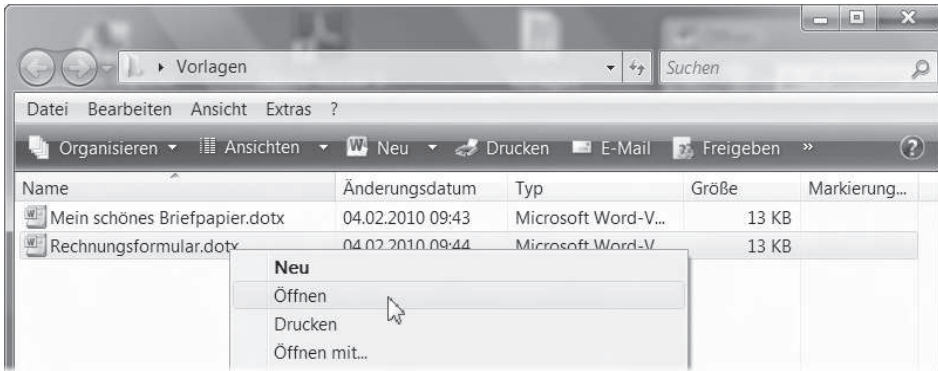 Vorlagen Suchen
Datei Bearbeiten Ansicht Extras ?
Organisieren Ansichten Neu Drucken E-Mail Freigeben » ?
Name Änderungsdatum Typ Größe Markierung...
Mein schönes Briefpapier.dotx 04.02.2010 09:43 Microsoft Word-V... 13 KB
Rechnungsformular.dotx 04.02.2010 09:44 Microsoft Word-V... 13 KB
Neu
Öffnen
Drucken
Öffnen mit...